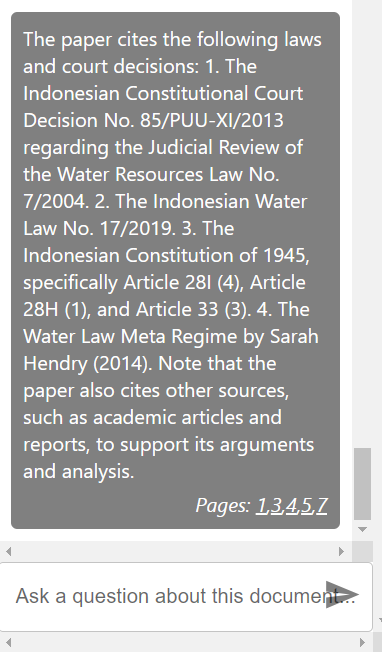 The paper cites the following laws
and court decisions: 1. The
Indonesian Constitutional Court
Decision No. 85/PUU-XI/2013
regarding the Judicial Review of
the Water Resources Law No.
7/2004. 2. The Indonesian Water
Law No. 17/2019. 3. The
Indonesian Constitution of 1945,
specifically Article 28I (4), Article
28H (1), and Article 33 (3). 4. The
Water Law Meta Regime by Sarah
Hendry (2014). Note that the
paper also cites other sources,
such as academic articles and
reports, to support its arguments
and analysis.
Pages: 1,3,4,5,7
Ask a question about this document...